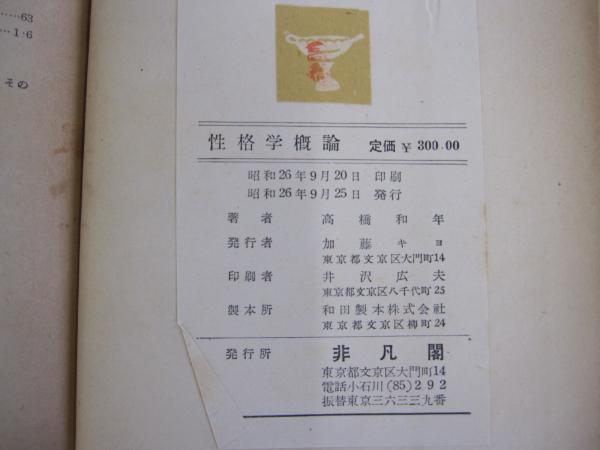 ……63
…1·6
その
性格学概論 定価 ¥ 300.00
昭和26年9月20日 印刷
昭和26年9月25日 発行
著者 高橋和年
発行者 加藤キヨ
東京都文京区大門町14
印刷者 井沢広夫
東京都文京区八千代町25
製本所 和田製本株式会社
東京都文京区柳町24
発行所 非凡閣
東京都文京区大門町14
電話小石川(85)292
振替東京三六三三九番